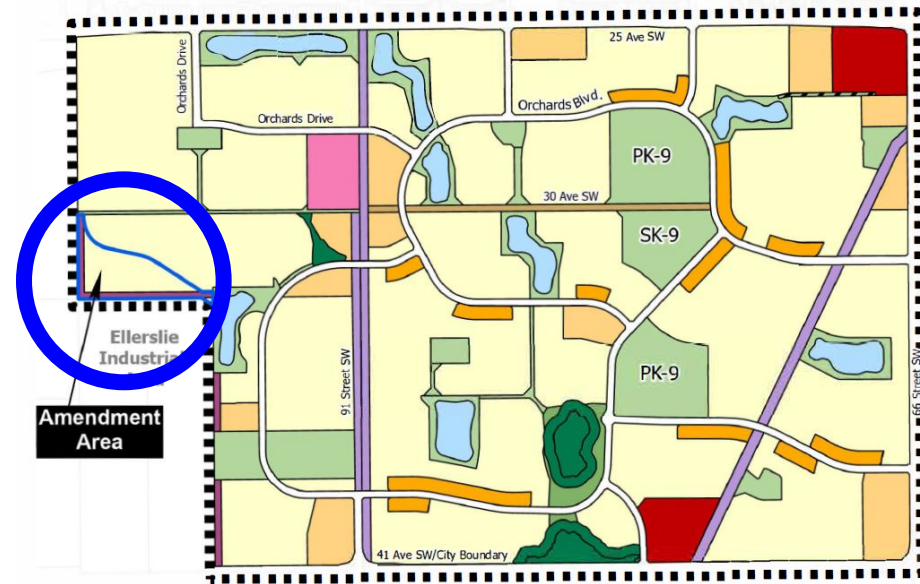 25 Ave SW
Orchards Drive
Orchards Blvd.
Orchards Drive
PK-9
30 Ave SW
SK-9
Ellerslie
Industrial
PK-9
91 Street SW
66 Street SW
Amendment
Area
41 Ave SW/City Boundary